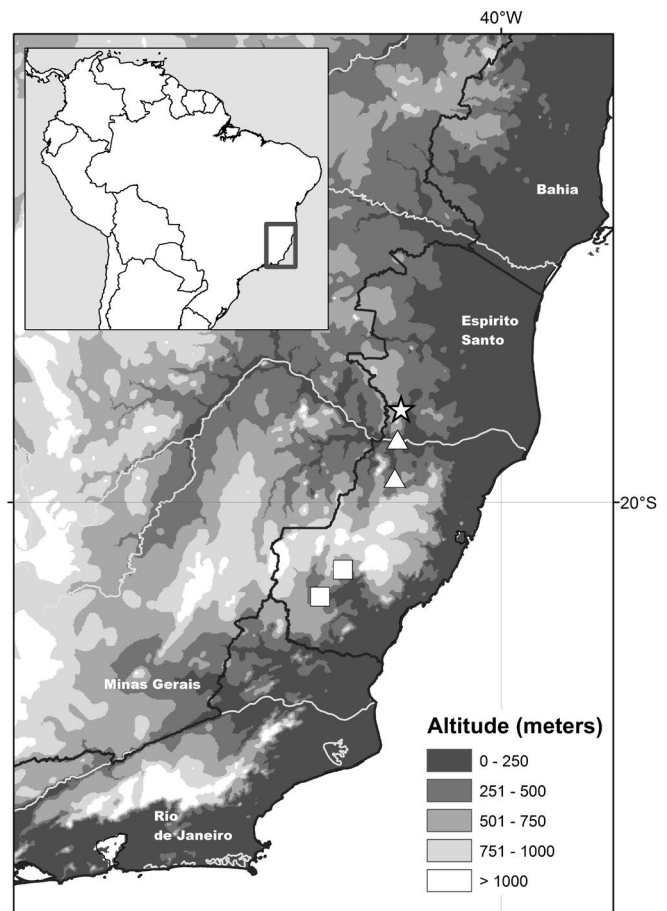 40°W
Bahia
Espirito
Santo
20°S
Minas Gerais
Altitude (meters)
0 - 250
251 - 500
501 - 750
751 - 1000
> 1000
Rio
de Janeiro